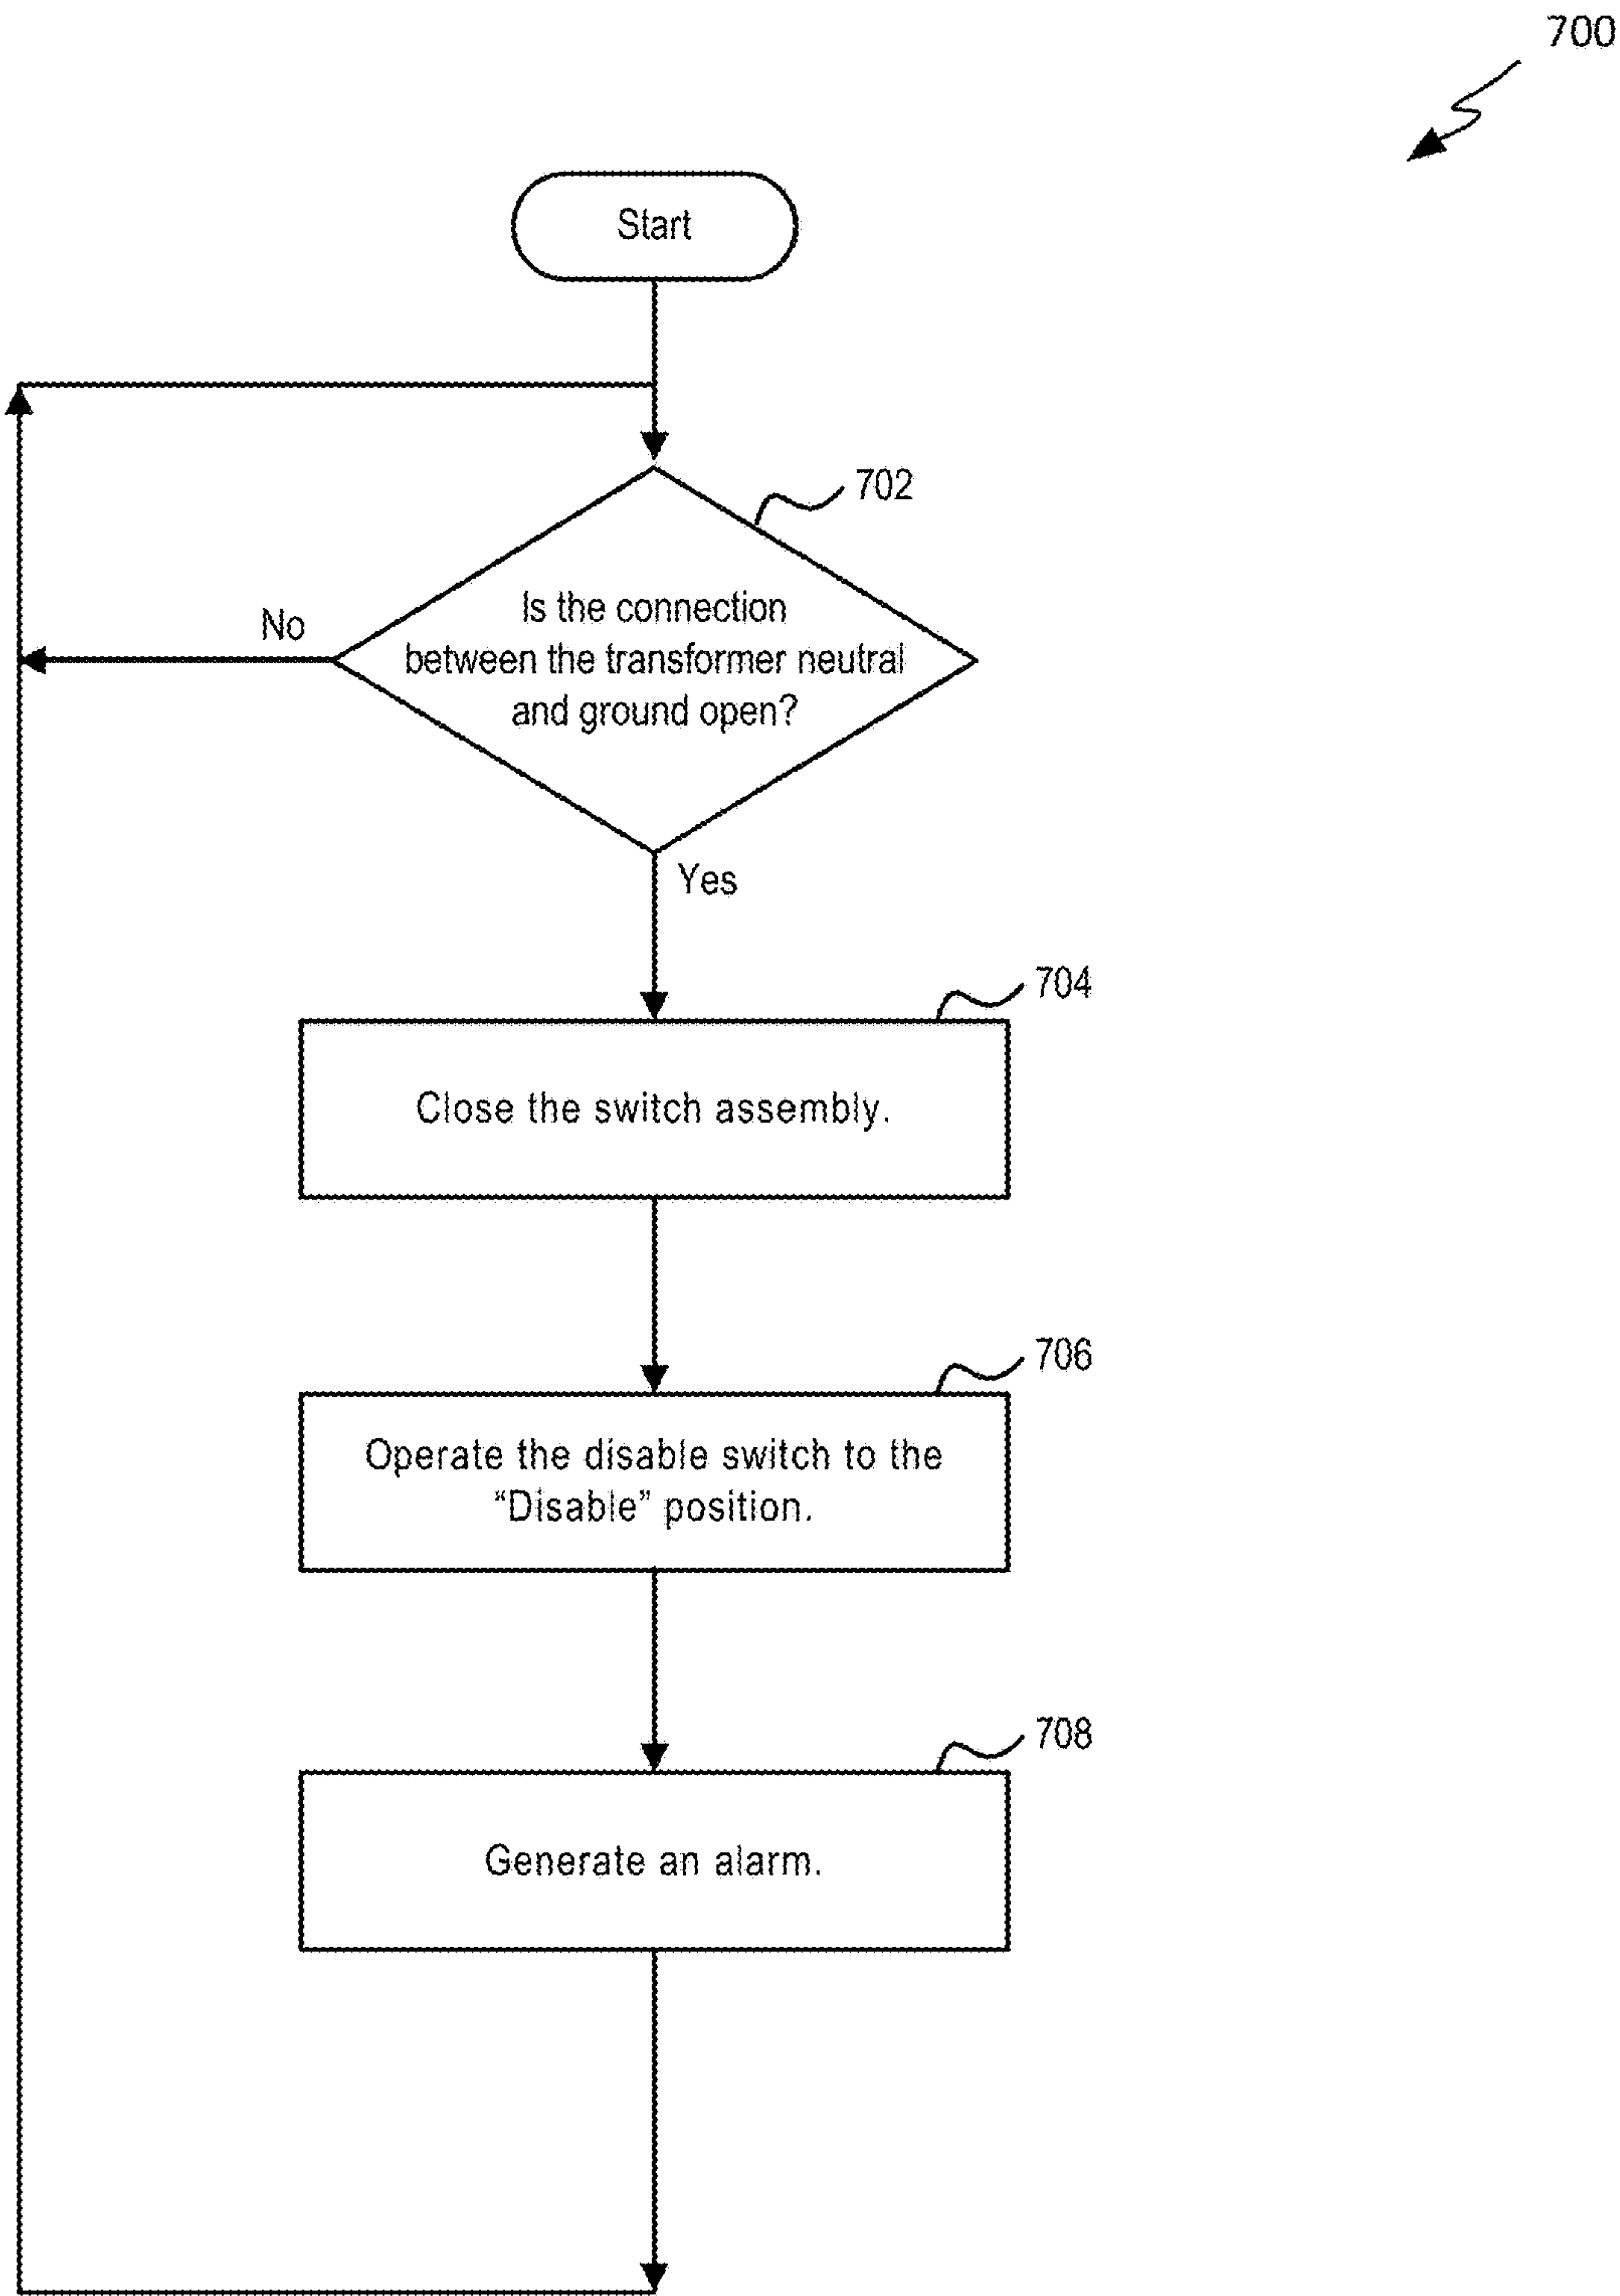 700
Start
702
Is the connection
between the transformer neutral
and ground open?
No
Yes
704
Close the switch assembly.
706
Operate the disable switch to the
“Disable” position.
708
Generate an alarm.